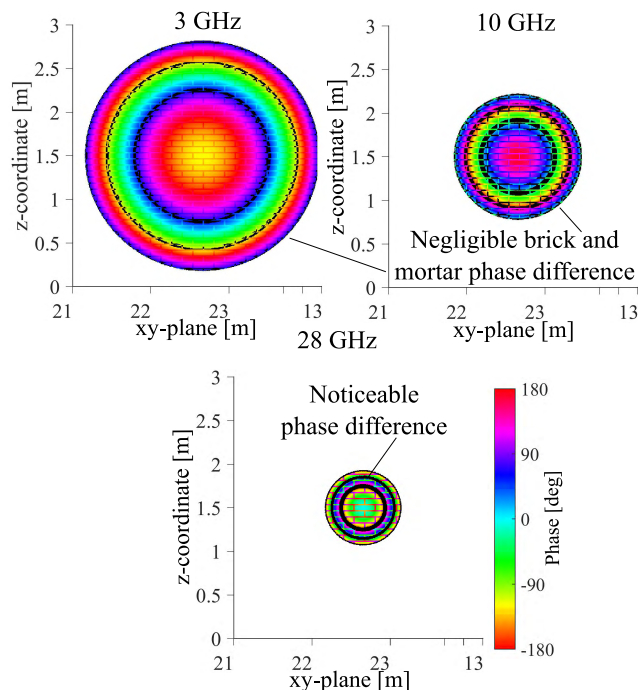 3 GHz
10 GHz
z-coordinate [m]
3
2.5
2
1.5
1
0.5
0
21
22
23
13
xy-plane [m]
z-coordinate [m]
3
2.5
2
1.5
1
0.5
0
21
22
23
13
xy-plane [m]
Negligible brick and
mortar phase difference
28 GHz
z-coordinate [m]
3
2.5
2
1.5
1
0.5
0
21
22
23
13
xy-plane [m]
Noticeable
phase difference
180
90
0
-90
-180
Phase [deg]